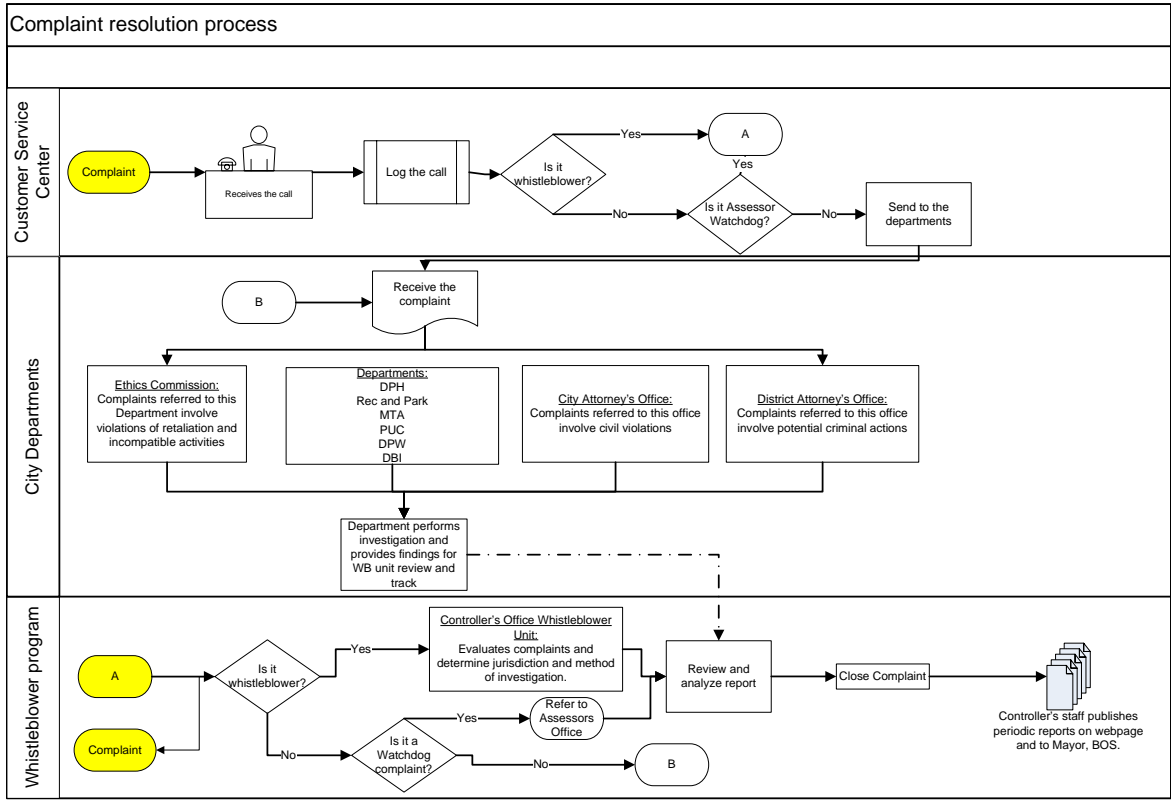 Complaint resolution process
Customer Service
Center
Complaint
Receives the call
Log the call
Is it
whistleblower?
Yes
A
Yes
No
Is it Assessor
Watchdog?
No
Send to the
departments
City Departments
B
Receive the
complaint
Ethics Commission:
Complaints referred to this
Department involve
violations of retaliation and
incompatible activities
Departments:
DPH
Rec and Park
MTA
PUC
DPW
DBI
City Attorney's Office:
Complaints referred to this office
involve civil violations
District Attorney's Office:
Complaints referred to this office
involve potential criminal actions
Department performs
investigation and
provides findings for
WB unit review and
track
Whistleblower program
A
Complaint
Is it
whistleblower?
Yes
Controller's Office Whistleblower
Unit:
Evaluates complaints and
determine jurisdiction and method
of investigation.
No
Is it a
Watchdog
complaint?
Yes
Refer to
Assessors
Office
No
B
Review and
analyze report
Close Complaint
Controller's staff publishes
periodic reports on webpage
and to Mayor, BOS.